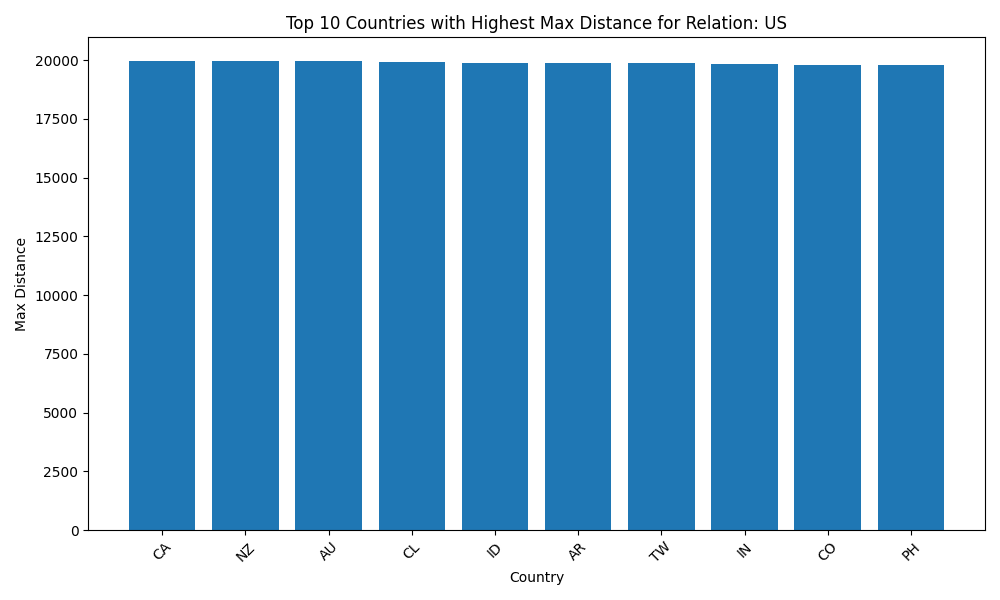 Top 10 Countries with Highest Max Distance for Relation: US
Max Distance
20000
17500
15000
12500
10000
7500
5000
2500
0
CA NZ AU CL ID AR TW IN CO PH
Country